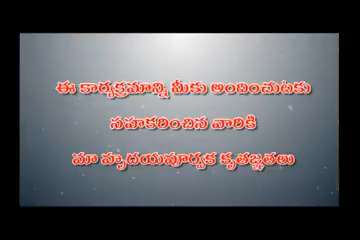 ఈ కార్యక్రమాన్ని మీకు అందించుటకు
సహకరించిన వారికి
మా హృదయపూర్వక కృతజ్ఞతలు